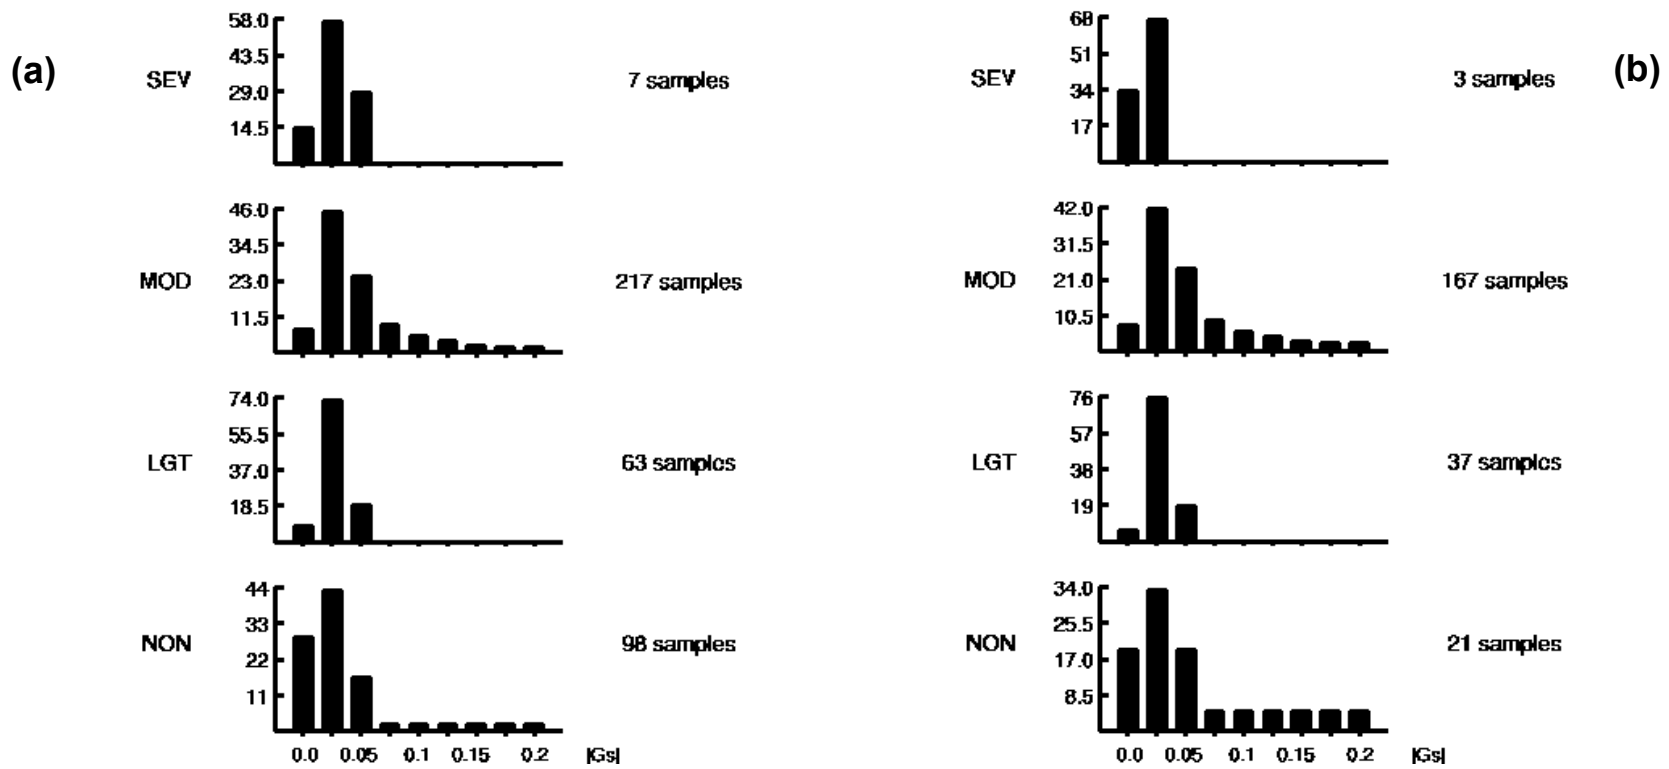 (a)
SEV
58.0
43.5
29.0
14.5
7 samples
MOD
46.0
34.5
23.0
11.5
217 samples
LGT
74.0
55.5
37.0
18.5
63 samples
NON
44
33
22
11
98 samples
0.0 0.05 0.1 0.15 0.2 |Gs|
(b)
SEV
68
51
34
17
3 samples
MOD
42.0
31.5
21.0
10.5
167 samples
LGT
76
57
38
19
37 samples
NON
34.0
25.5
17.0
8.5
21 samples
0.0 0.05 0.1 0.15 0.2 |Gs|